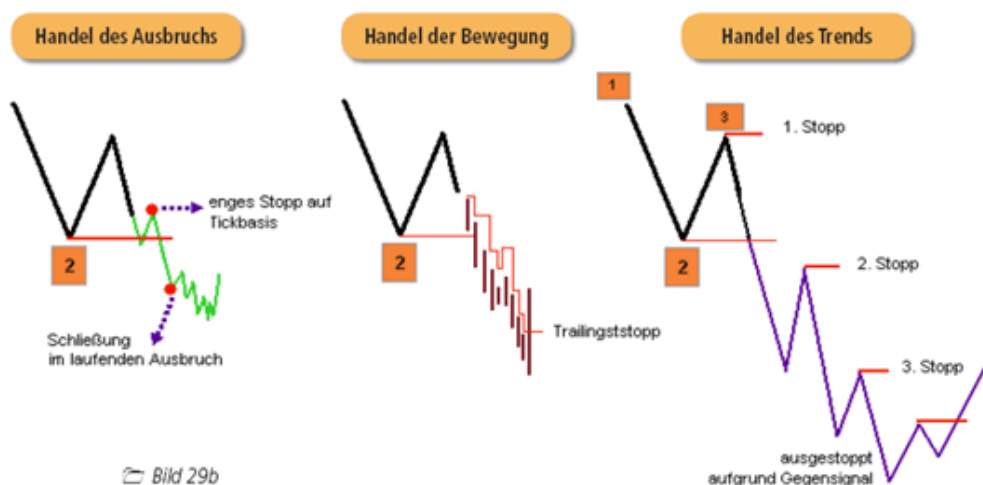 Handel des Ausbruchs
Handel der Bewegung
Handel des Trends
1
3
1. Stopp
enges Stopp auf
Tickbasis
2
2
2
2. Stopp
Schließung
im laufenden Ausbruch
Trailingststopp
3. Stopp
ausgestoppt
aufgrund Gegensignal
Bild 29b